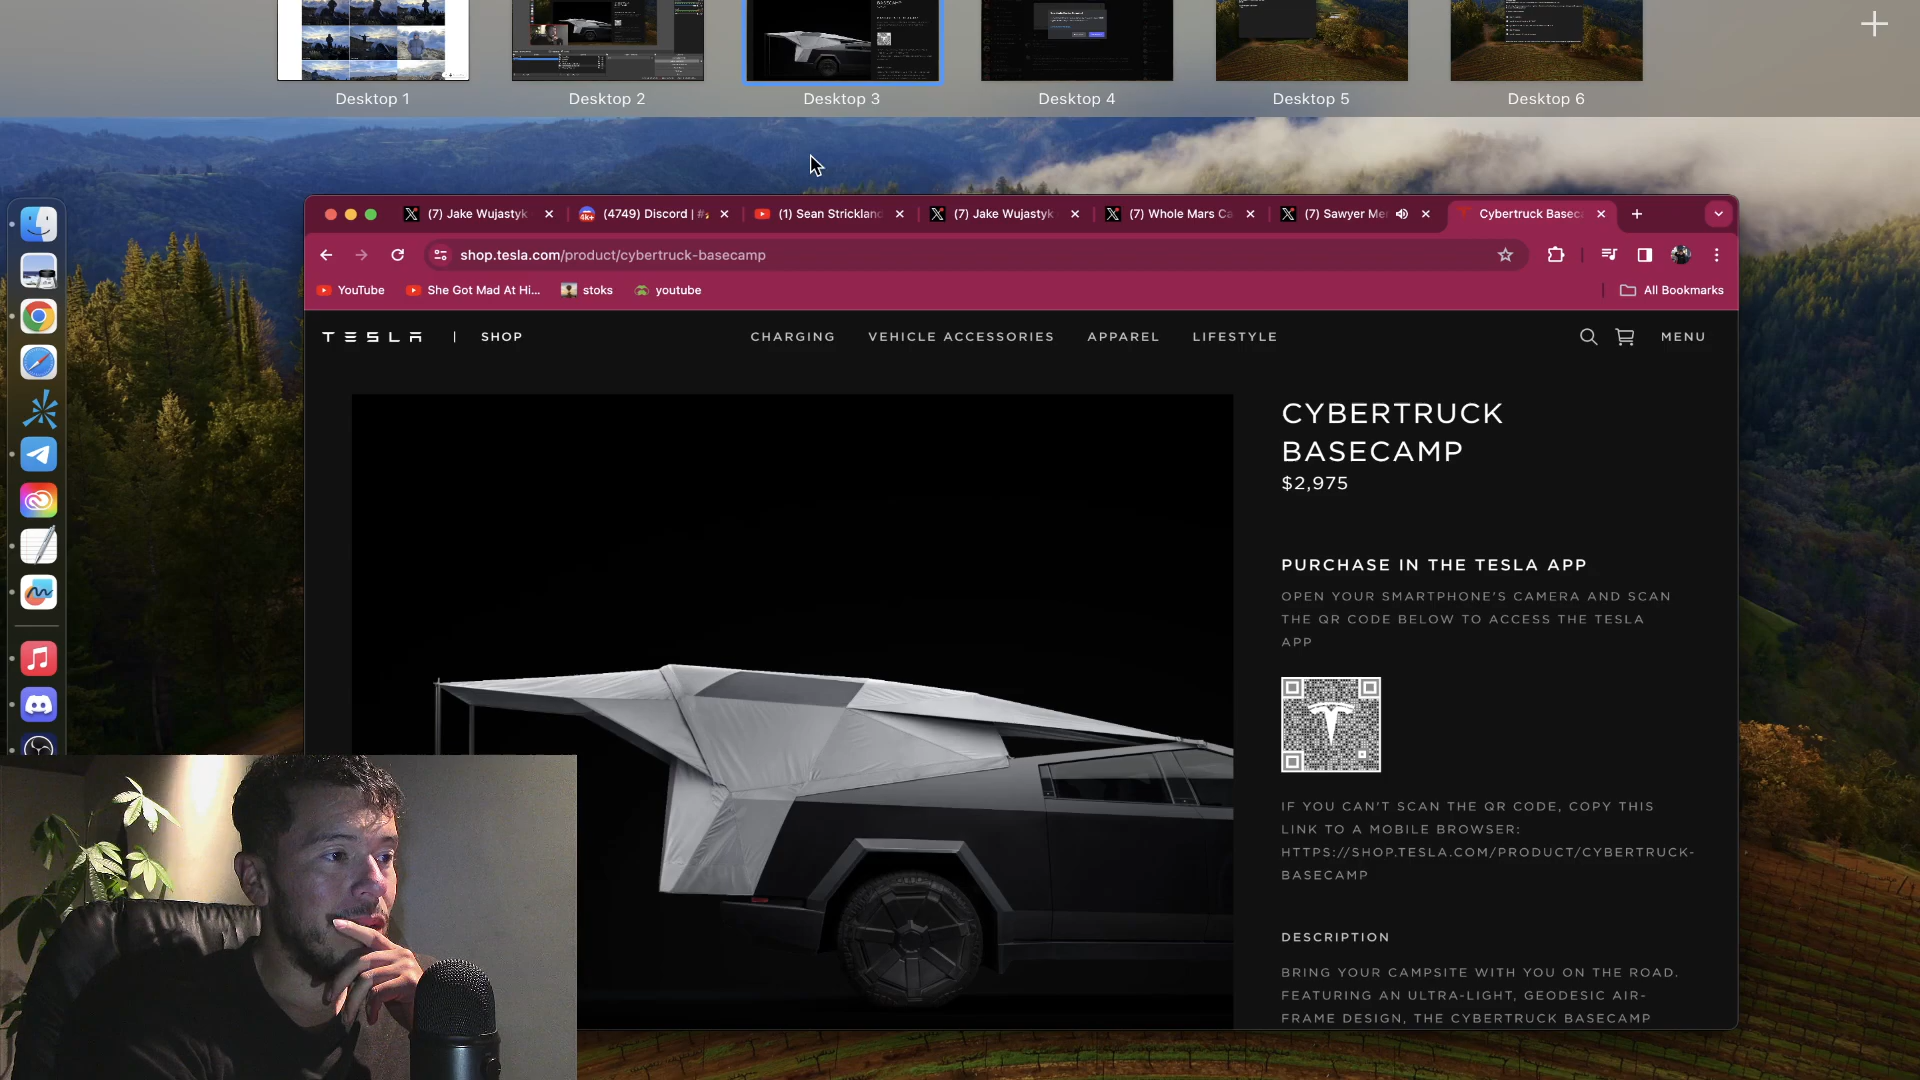 Desktop 1
Desktop 2
Desktop 3
Desktop 4
Desktop 5
Desktop 6
(7) Jake Wujastyk
(4749) Discord | #
(1) Sean Strickland
(7) Jake Wujastyk
(7) Whole Mars Ca
(7) Sawyer Mer
Cybertruck Baseca
shop.tesla.com/product/cybertruck-basecamp
YouTube
She Got Mad At Hi...
stoks
youtube
All Bookmarks
TESLA | SHOP
CHARGING
VEHICLE ACCESSORIES
APPAREL
LIFESTYLE
MENU
CYBERTRUCK
BASECAMP
$2,975
PURCHASE IN THE TESLA APP
OPEN YOUR SMARTPHONE'S CAMERA AND SCAN
THE QR CODE BELOW TO ACCESS THE TESLA
APP
IF YOU CAN'T SCAN THE QR CODE, COPY THIS
LINK TO A MOBILE BROWSER:
HTTPS://SHOP.TESLA.COM/PRODUCT/CYBERTRUCK-
BASECAMP
DESCRIPTION
BRING YOUR CAMPSITE WITH YOU ON THE ROAD.
FEATURING AN ULTRA-LIGHT, GEODESIC AIR-
FRAME DESIGN, THE CYBERTRUCK BASECAMP